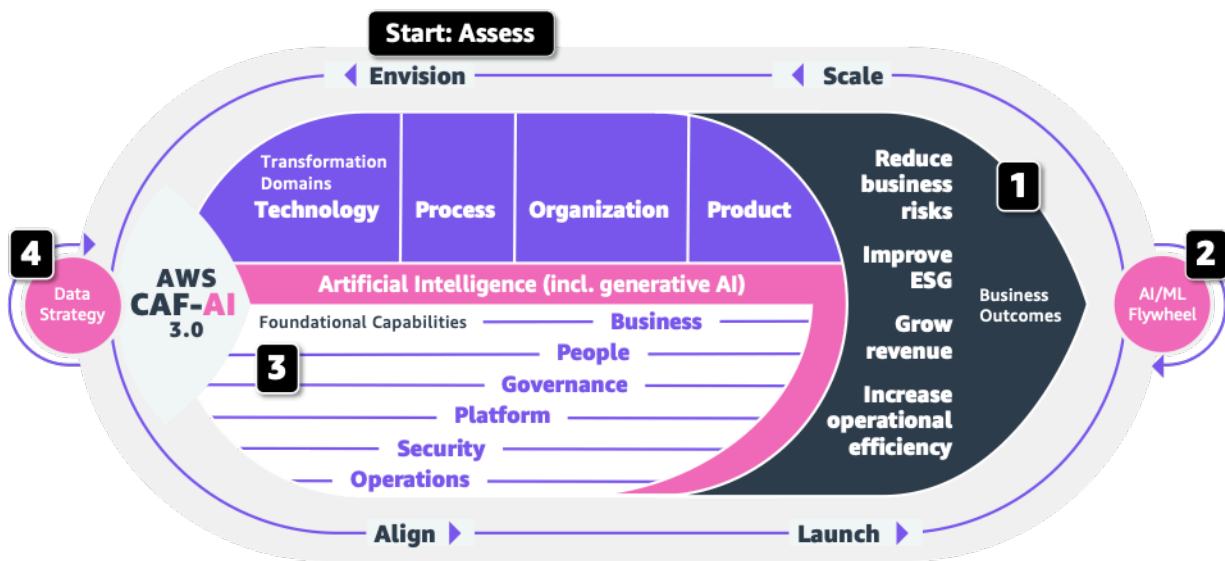 Start: Assess
Envision
Scale
Transformation
Domains
Technology
Process
Organization
Product
Reduce
business
risks
1
Improve
ESG
Grow
revenue
Increase
operational
efficiency
Business
Outcomes
2
AI/ML
Flywheel
4
Data
Strategy
AWS
CAF-AI
3.0
Artificial Intelligence (incl. generative AI)
Foundational Capabilities
Business
3
People
Governance
Platform
Security
Operations
Align
Launch